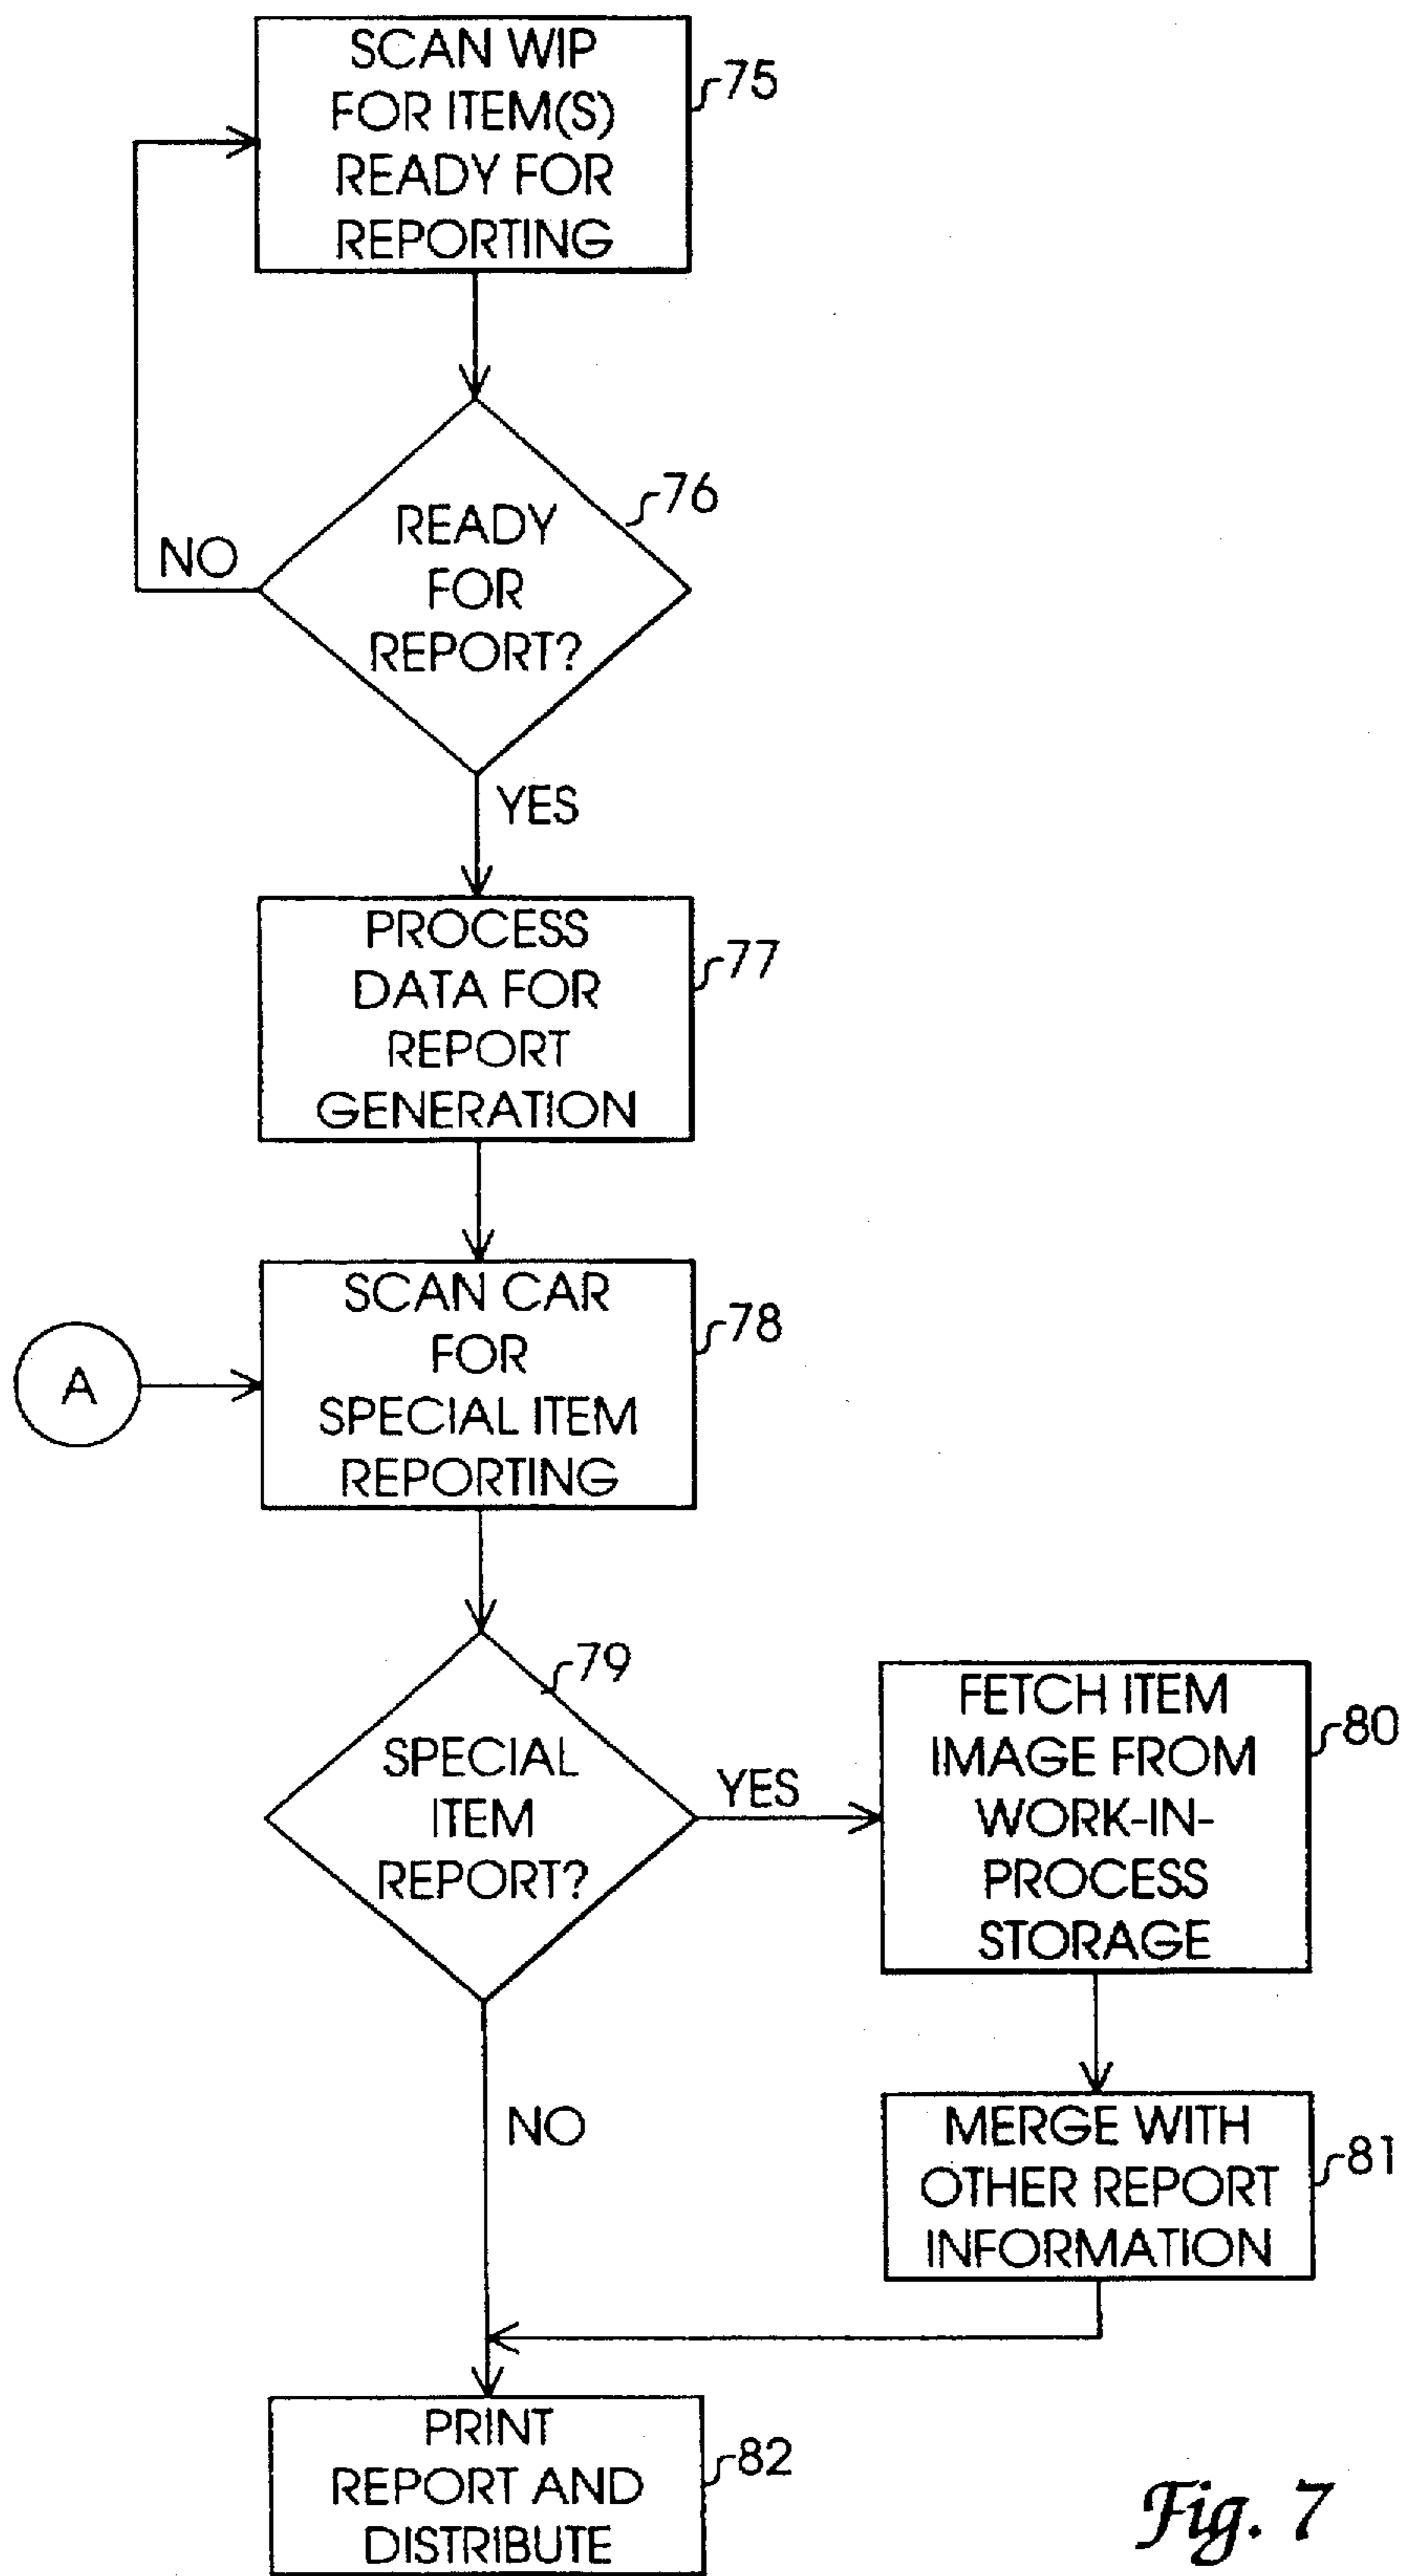 SCAN WIP
FOR ITEM(S)
READY FOR
REPORTING
75
READY
FOR
REPORT?
76
NO
YES
PROCESS
DATA FOR
REPORT
GENERATION
77
SCAN CAR
FOR
SPECIAL ITEM
REPORTING
78
A
SPECIAL
ITEM
REPORT?
79
YES
FETCH ITEM
IMAGE FROM
WORK-IN-
PROCESS
STORAGE
80
NO
MERGE WITH
OTHER REPORT
INFORMATION
81
PRINT
REPORT AND
DISTRIBUTE
82
Fig. 7